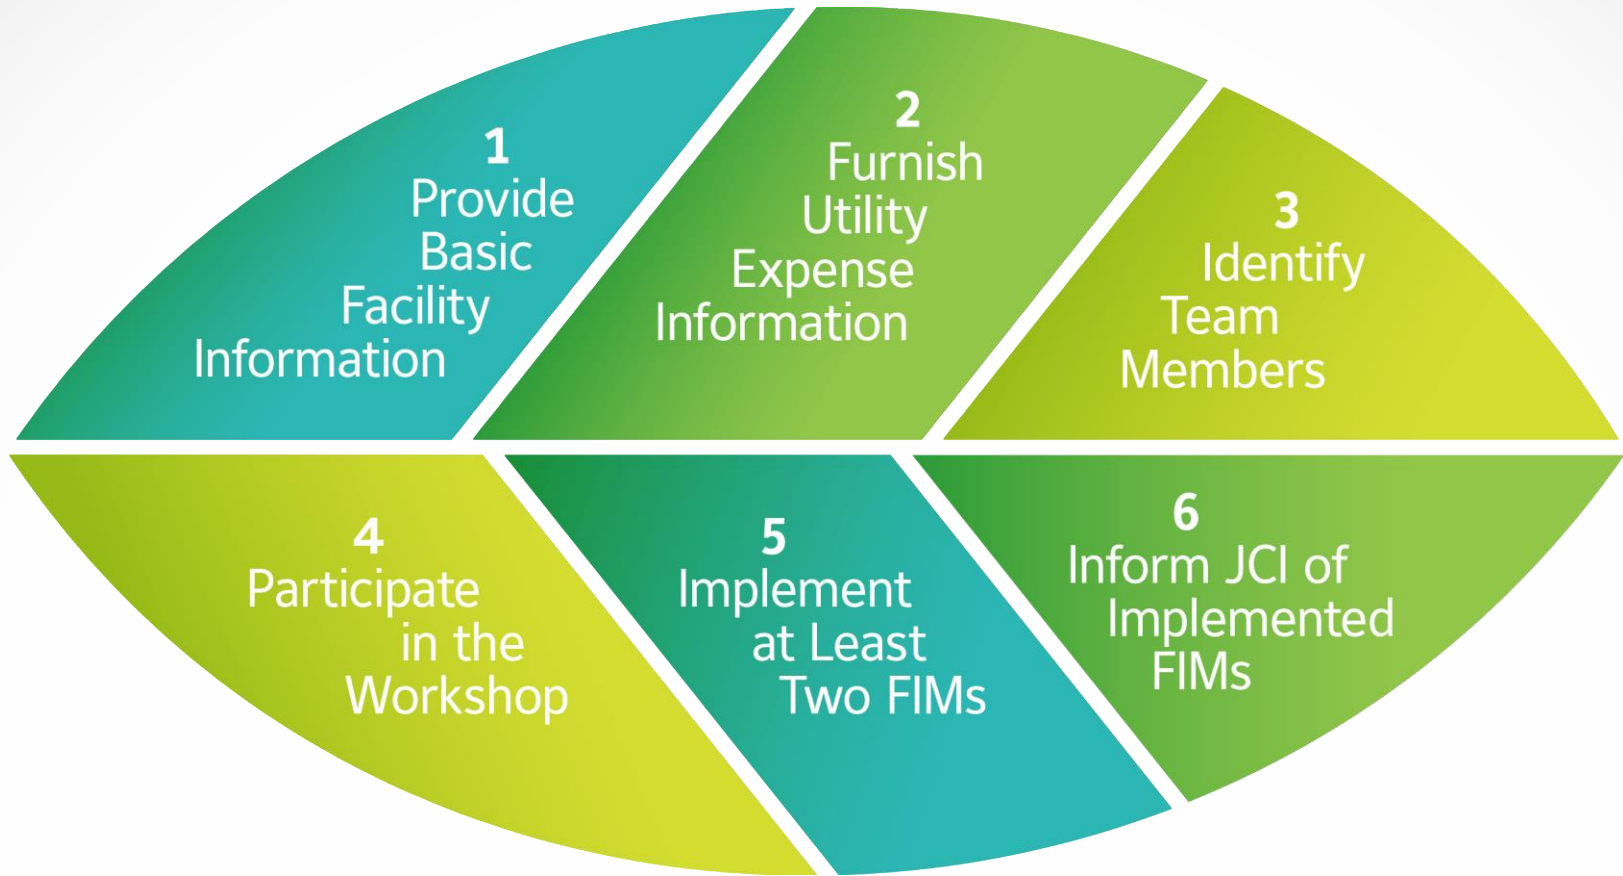 1
Provide
Basic
Facility
Information
2
Furnish
Utility
Expense
Information
3
Identify
Team
Members
4
Participate
in the
Workshop
5
Implement
at Least
Two FIMs
6
Inform JCI of
Implemented
FIMs